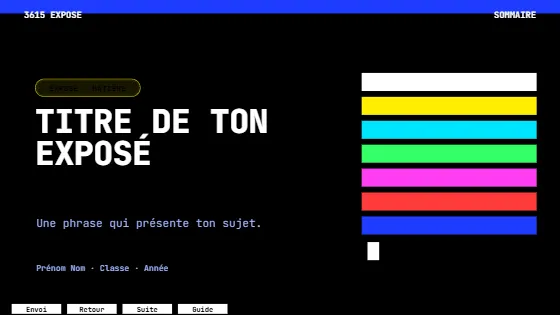 3615 EXPOSE
SOMMAIRE
TITRE DE TON
EXPOSÉ
Une phrase qui présente ton sujet.
Prénom Nom · Classe · Année
Envoi
Retour
Suite
Guide